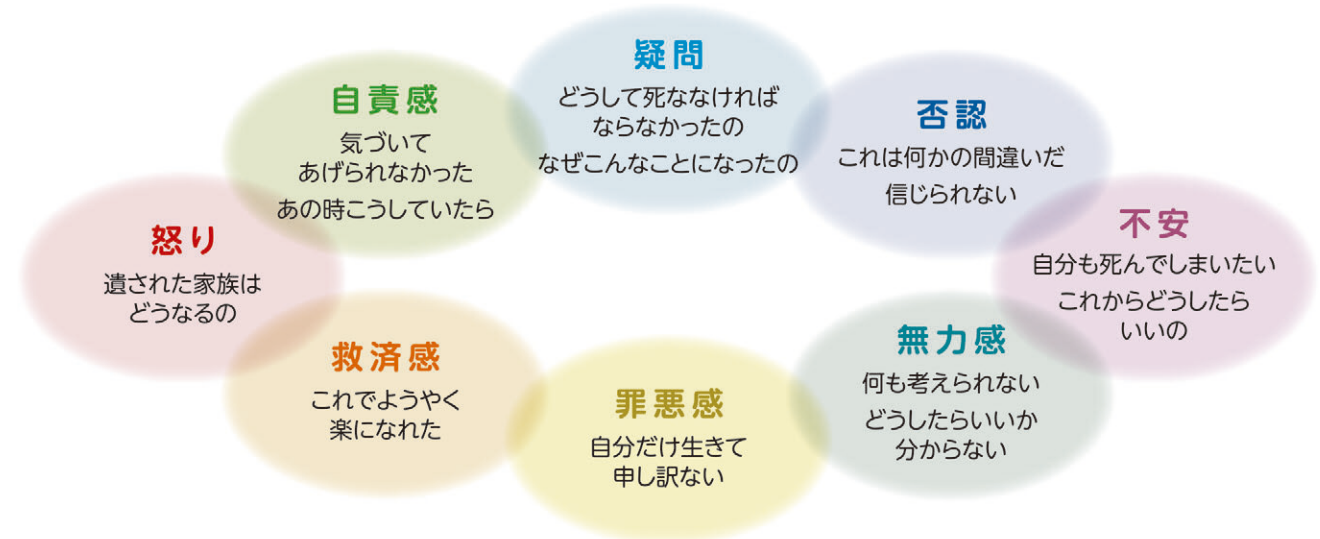 疑問
どうして死ななければ
ならなかったの
なぜこんなことになったの
自責感
気づいて
あげられなかった
あの時こうしていたら
否認
これは何かの間違いだ
信じられない
怒り
遺された家族は
どうなるの
不安
自分も死んでしまいたい
これからどうしたら
いいの
救済感
これでようやく
楽になれた
罪悪感
自分だけ生きて
申し訳ない
無力感
何も考えられない
どうしたらいいか
分からない